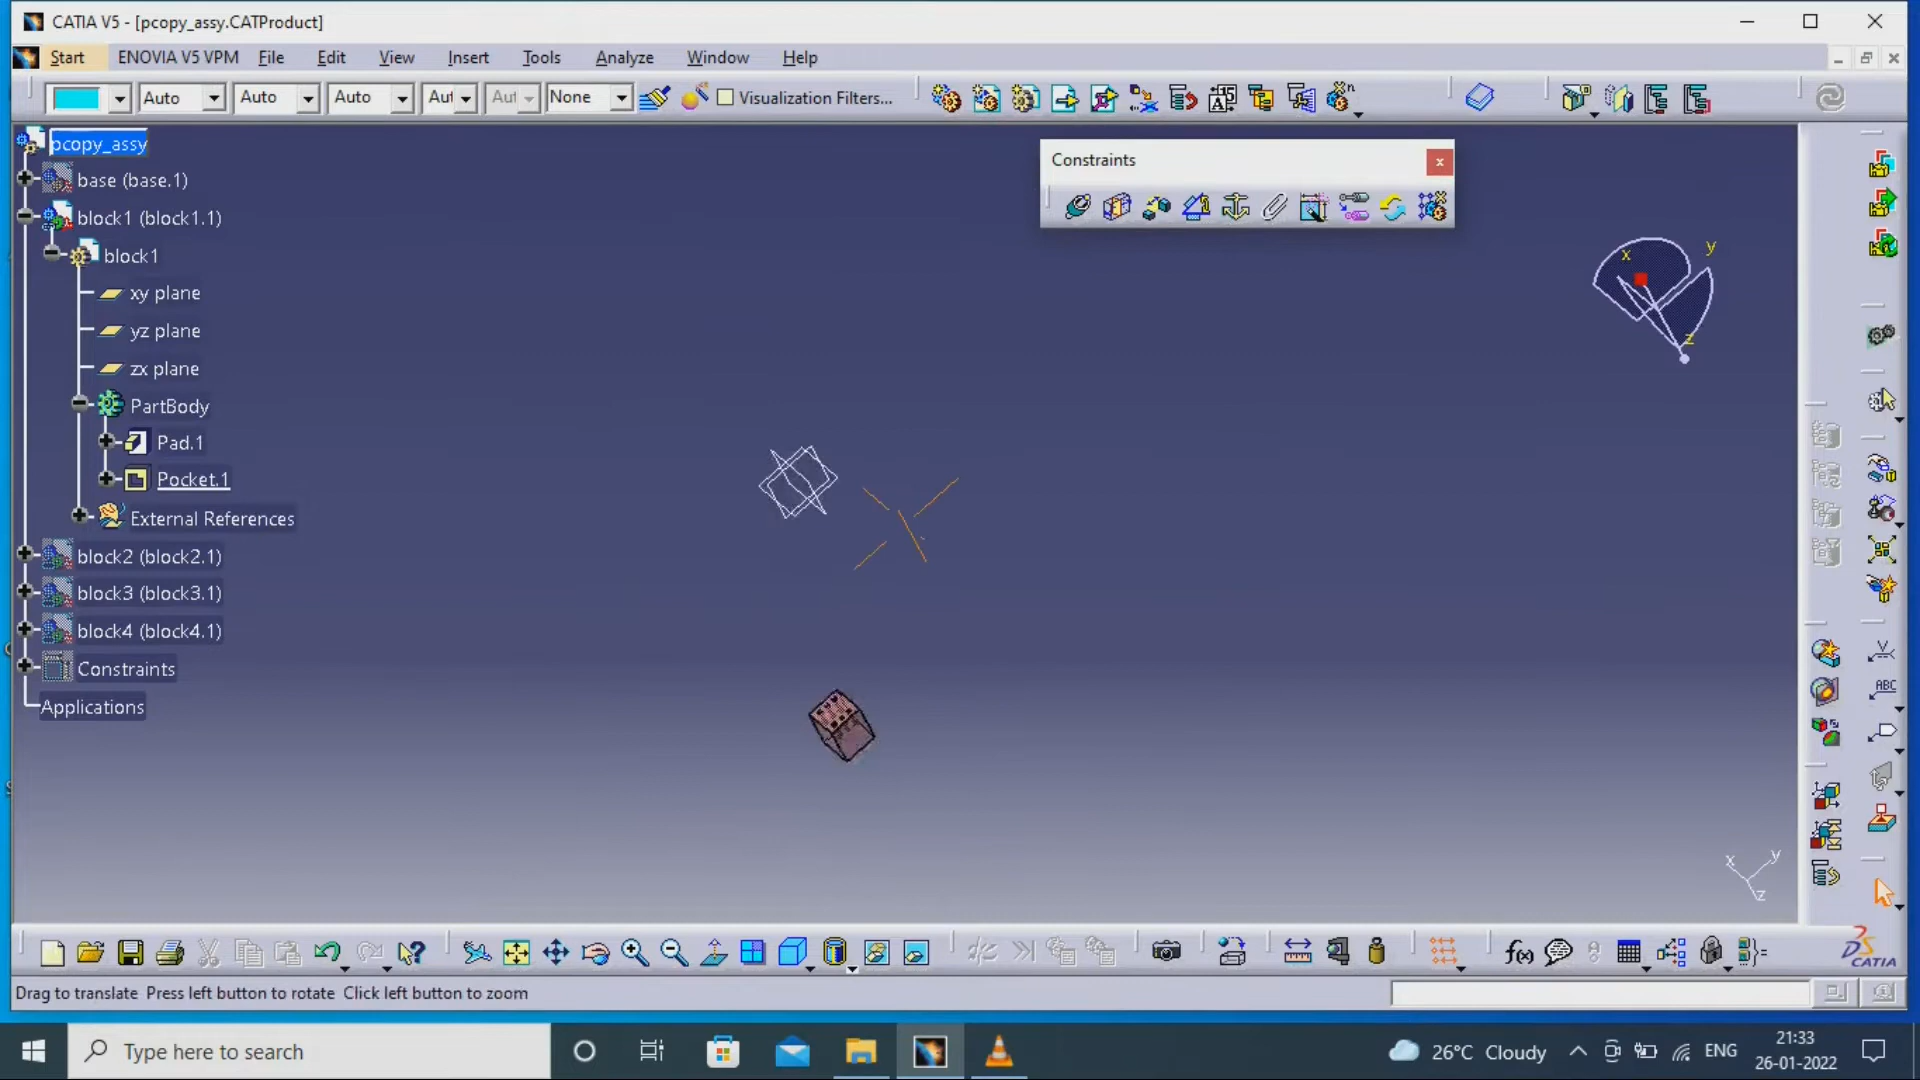 CATIA V5 - [pcopy_assy.CATProduct]
Start ENOVIA V5 VPM File Edit View Insert Tools Analyze Window Help
Auto Auto Auto Aut Aut None Visualization Filters...
pcopy_assy
base (base.1)
block1 (block1.1)
block1
xy plane
yz plane
zx plane
PartBody
Pad.1
Pocket.1
External References
block2 (block2.1)
block3 (block3.1)
block4 (block4.1)
Constraints
Applications
Constraints
x y
z
x y
z
ABC
f(x)
CATIA
Drag to translate Press left button to rotate Click left button to zoom
Type here to search
26°C Cloudy
ENG
21:33
26-01-2022